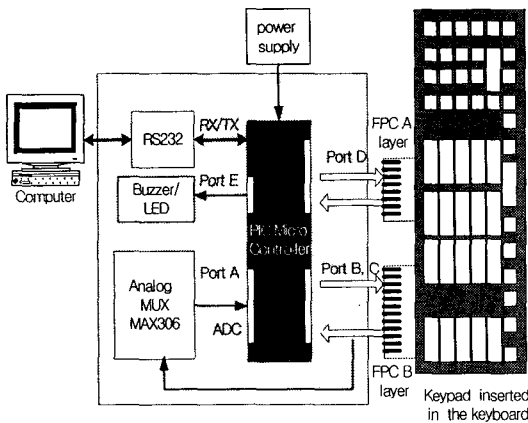 power
supply
RS232
RX/TX
Computer
Buzzer/
LED
Port E
PIC Micro
Controller
Analog
MUX
MAX306
Port A
ADC
Port D
FPC A
layer
Port B, C
FPC B
layer
Keypad inserted
in the keyboard